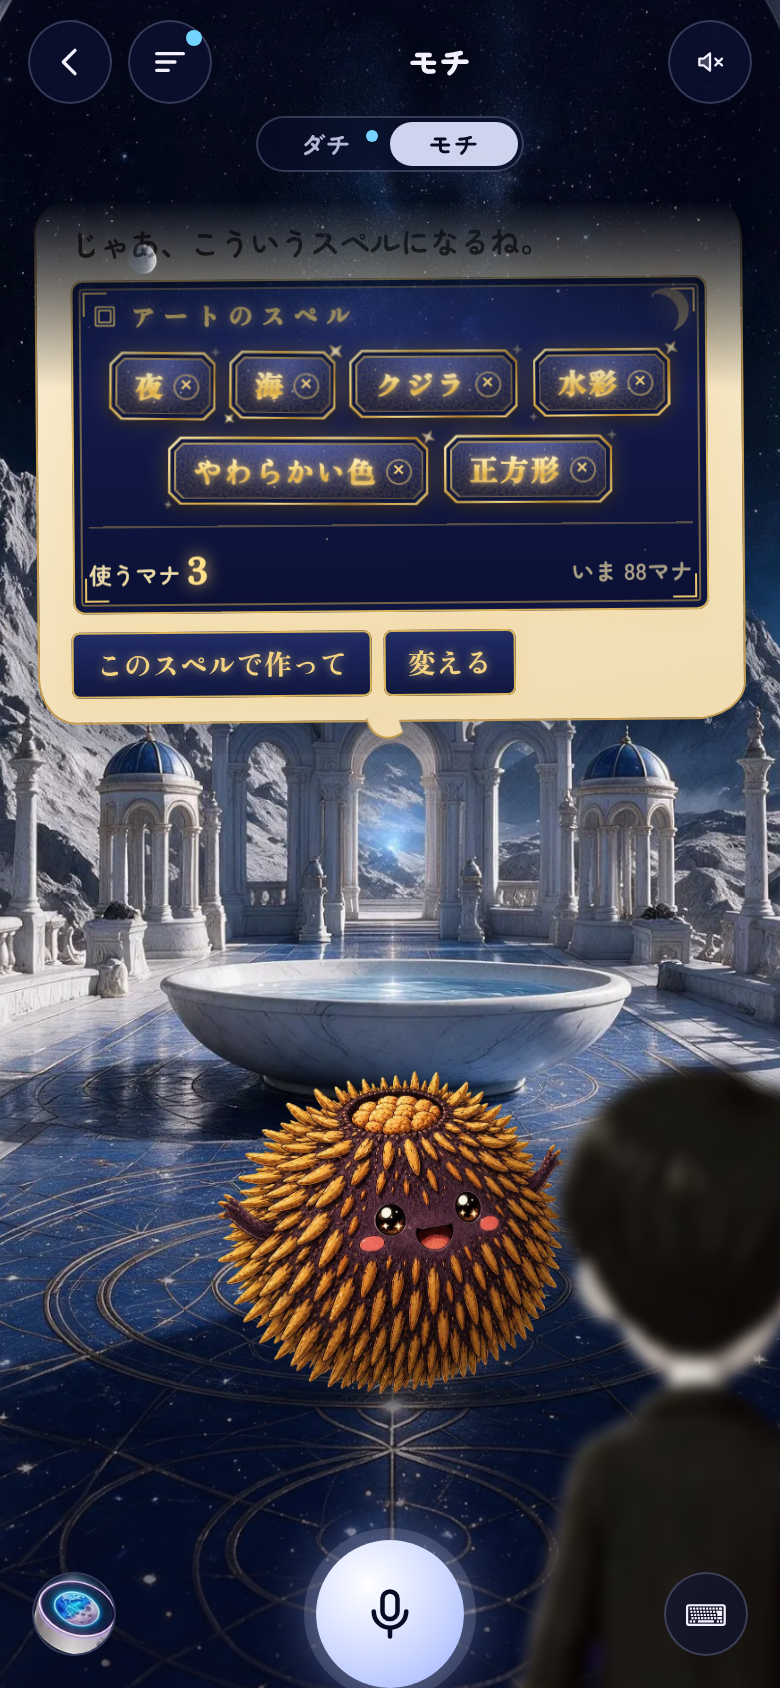 モチ
ダチ モチ
じゃあ、こういうスペルになるね。
アートのスペル
夜 海 クジラ 水彩
やわらかい色 正方形
使うマナ 3 いま 88マナ
このスペルで作って 変える